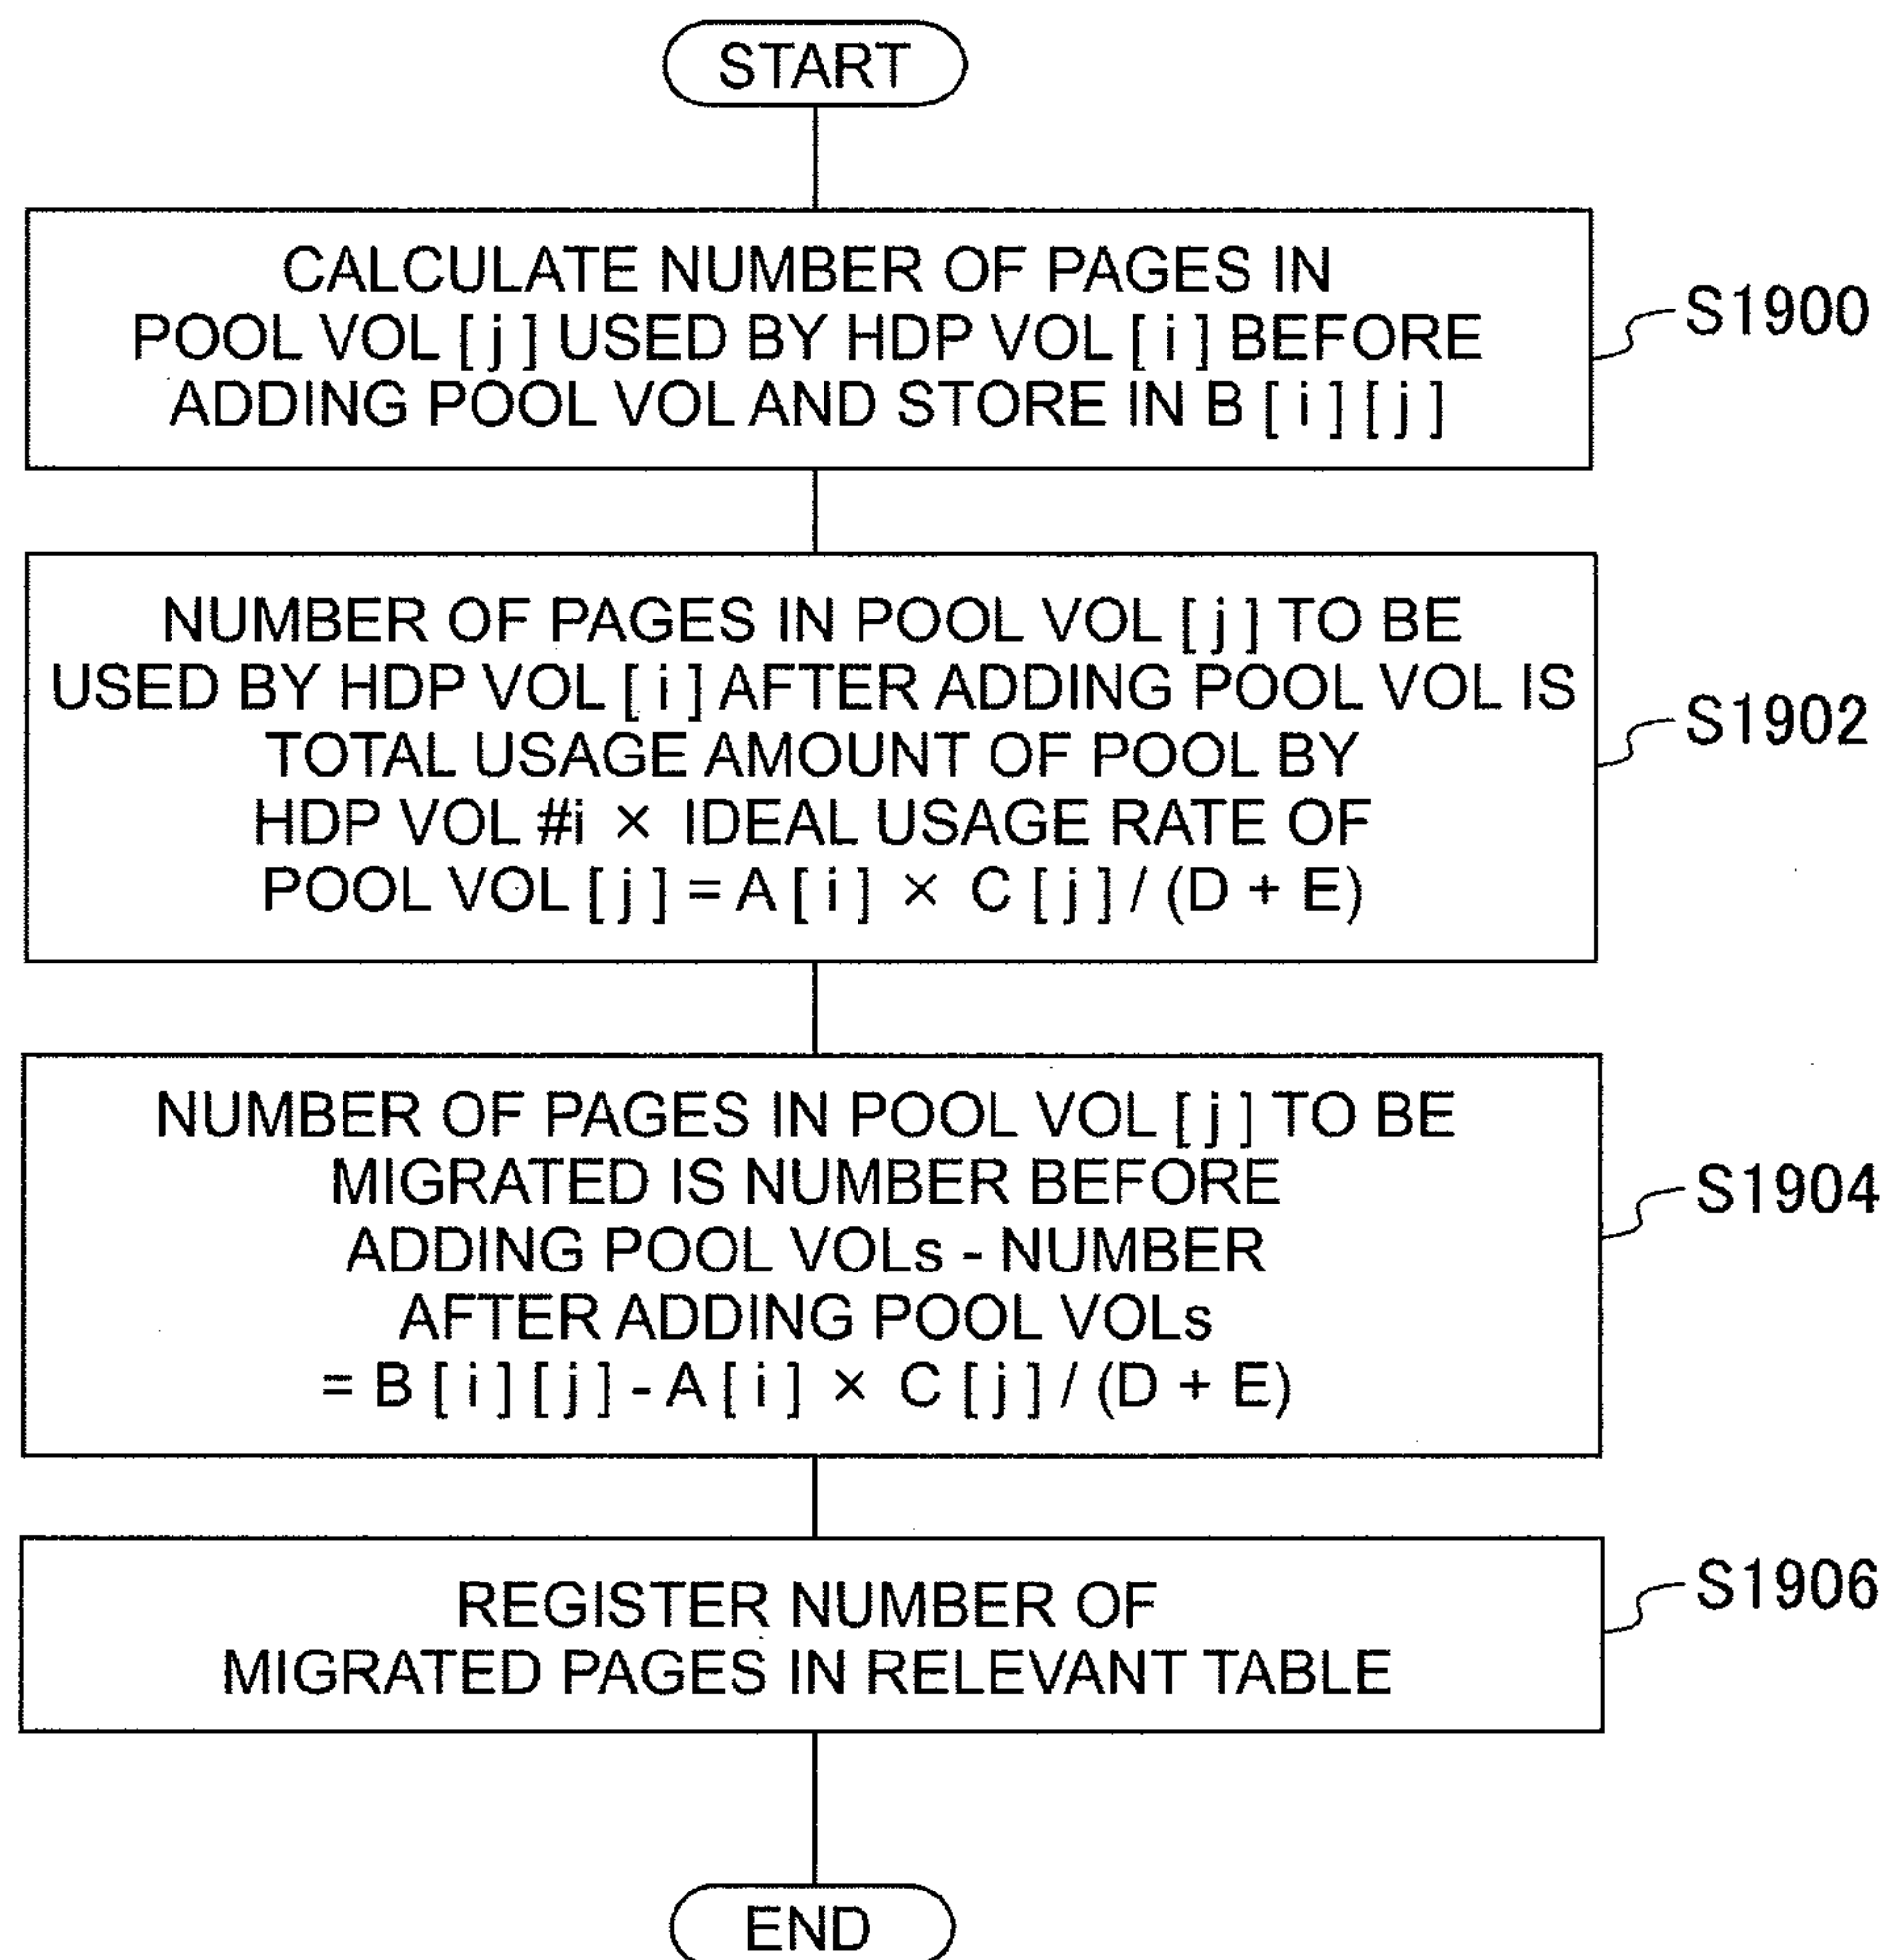 START
CALCULATE NUMBER OF PAGES IN
POOL VOL [ j ] USED BY HDP VOL [ i ] BEFORE
ADDING POOL VOL AND STORE IN B [ i ] [ j ]
S1900
NUMBER OF PAGES IN POOL VOL [ j ] TO BE
USED BY HDP VOL [ i ] AFTER ADDING POOL VOL IS
TOTAL USAGE AMOUNT OF POOL BY
HDP VOL #i × IDEAL USAGE RATE OF
POOL VOL [ j ] = A [ i ] × C [ j ] / (D + E)
S1902
NUMBER OF PAGES IN POOL VOL [ j ] TO BE
MIGRATED IS NUMBER BEFORE
ADDING POOL VOLs - NUMBER
AFTER ADDING POOL VOLs
= B [ i ] [ j ] - A [ i ] × C [ j ] / (D + E)
S1904
REGISTER NUMBER OF
MIGRATED PAGES IN RELEVANT TABLE
S1906
END